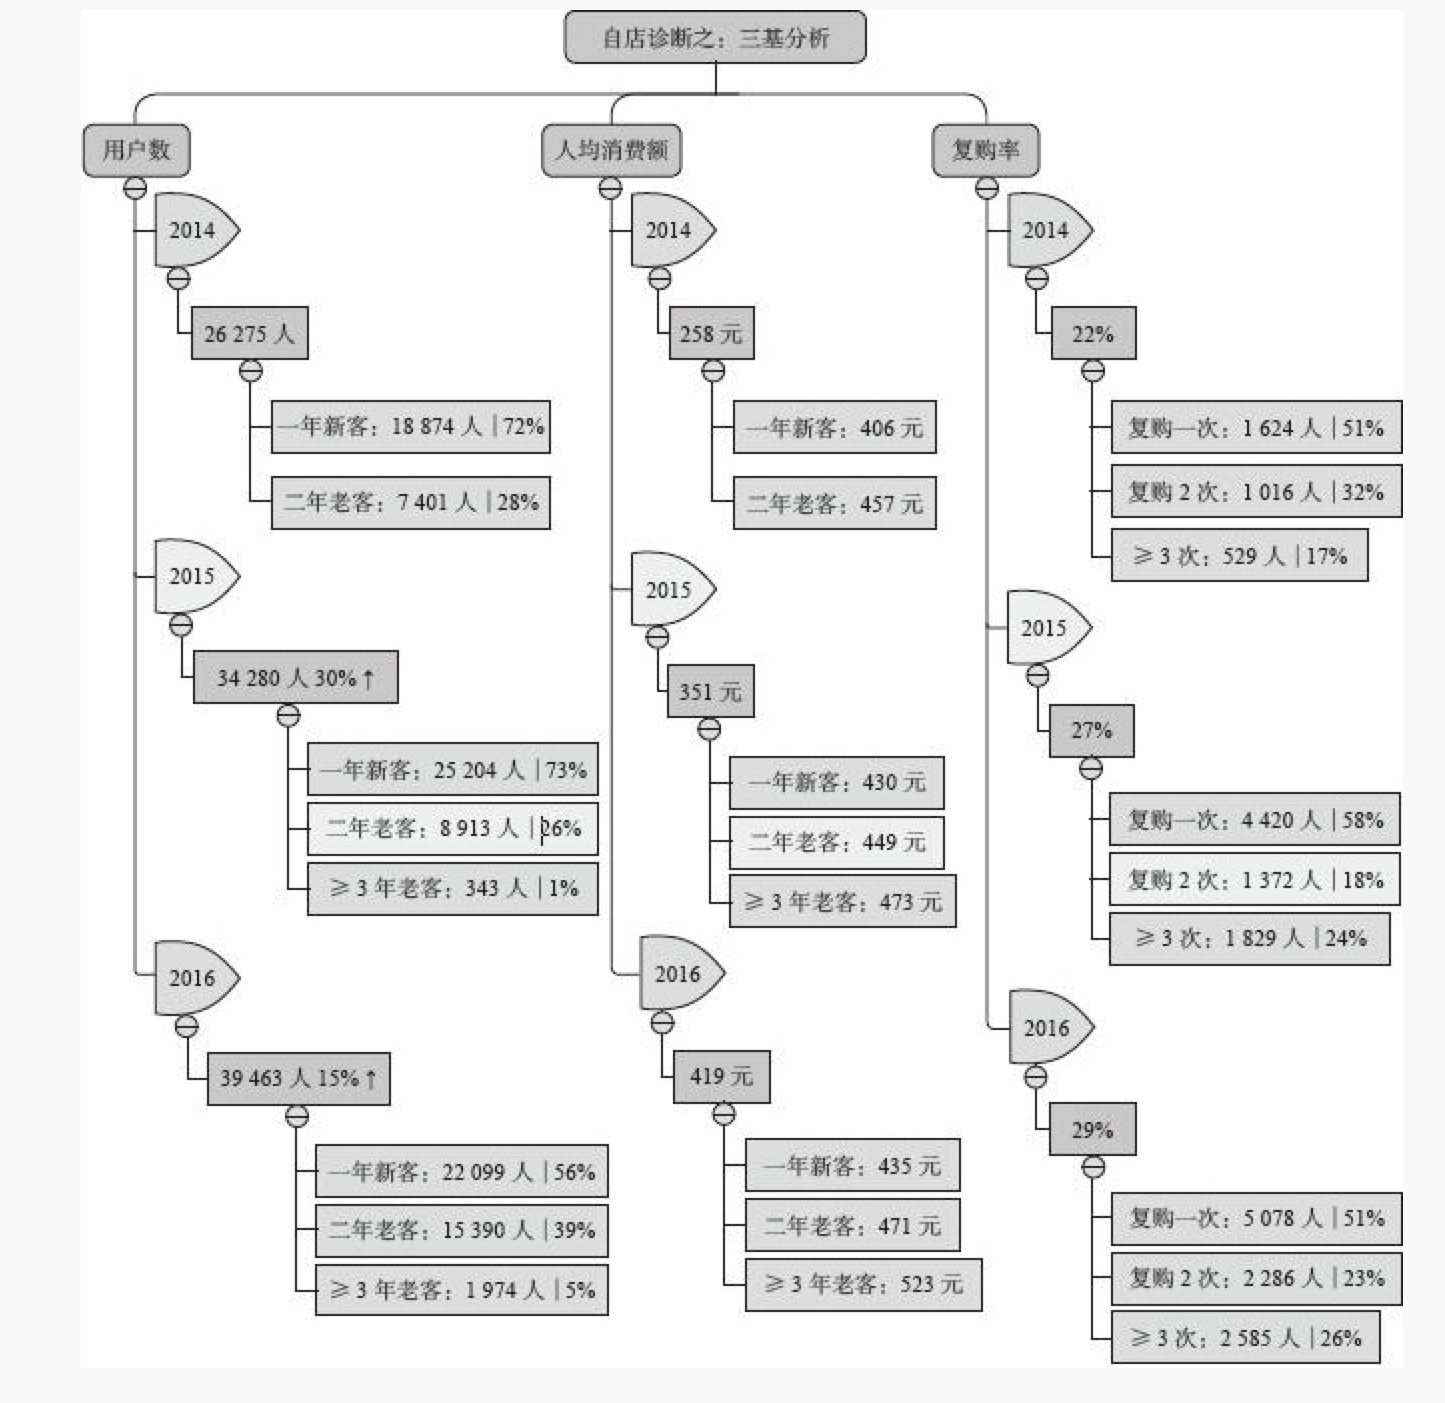 自店诊断之：三基分析
用户数
2014
26 275 人
一年新客：18 874 人 | 72%
二年老客：7 401 人 | 28%
2015
34 280 人 30% ↑
一年新客：25 204 人 | 73%
二年老客：8 913 人 | 26%
≥ 3 年老客：343 人 | 1%
2016
39 463 人 15% ↑
一年新客：22 099 人 | 56%
二年老客：15 390 人 | 39%
≥ 3 年老客：1 974 人 | 5%
人均消费额
2014
258 元
一年新客：406 元
二年老客：457 元
2015
351 元
一年新客：430 元
二年老客：449 元
≥ 3 年老客：473 元
2016
419 元
一年新客：435 元
二年老客：471 元
≥ 3 年老客：523 元
复购率
2014
22%
复购一次：1 624 人 | 51%
复购 2 次：1 016 人 | 32%
≥ 3 次：529 人 | 17%
2015
27%
复购一次：4 420 人 | 58%
复购 2 次：1 372 人 | 18%
≥ 3 次：1 829 人 | 24%
2016
29%
复购一次：5 078 人 | 51%
复购 2 次：2 286 人 | 23%
≥ 3 次：2 585 人 | 26%